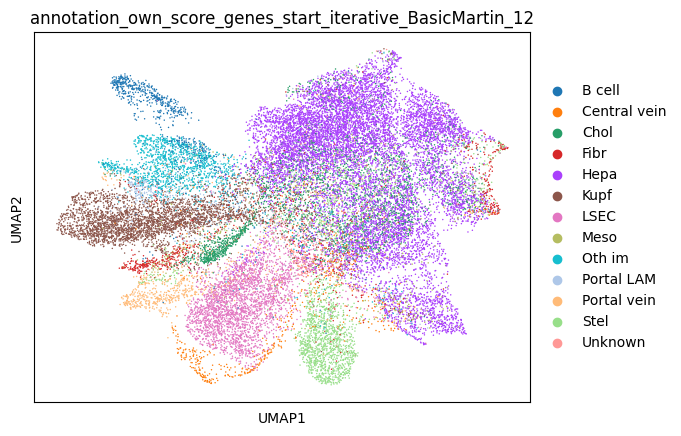 annotation_own_score_genes_start_iterative_BasicMartin_12
UMAP2
UMAP1
B cell
Central vein
Chol
Fibr
Hepa
Kupf
LSEC
Meso
Oth im
Portal LAM
Portal vein
Stel
Unknown